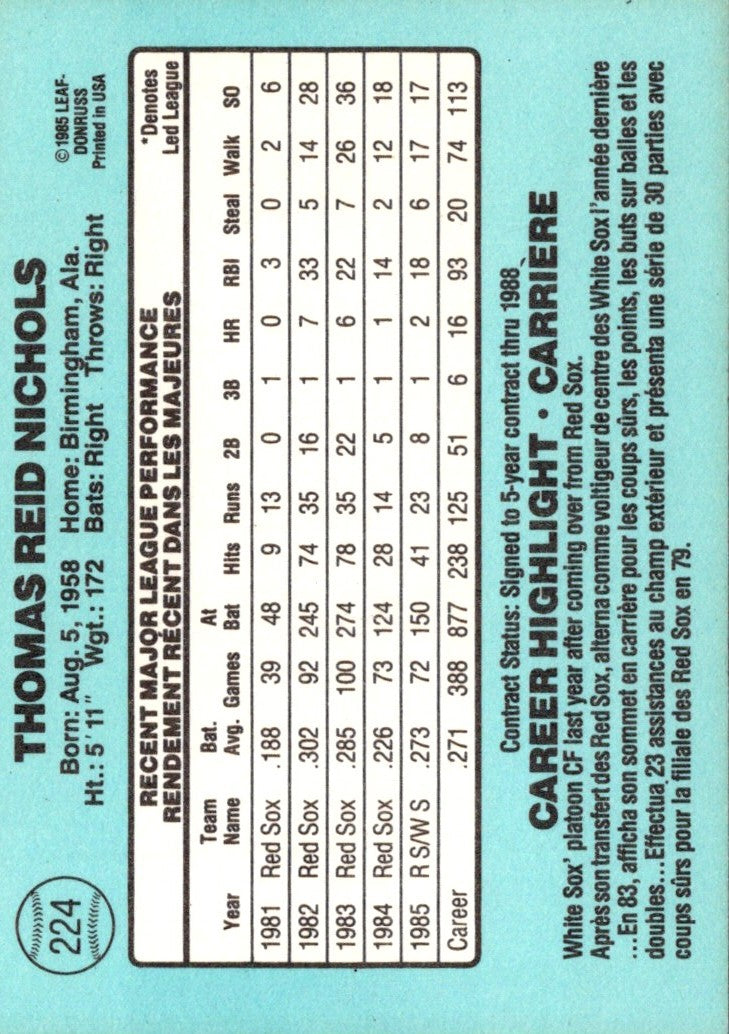 224
THOMAS REID NICHOLS
Born: Aug. 5, 1958 Home: Birmingham, Ala.
Ht.: 5'11" Wgt.: 172 Bats: Right Throws: Right
© 1985 LEAF-
DONRUSS
Printed in USA
RECENT MAJOR LEAGUE PERFORMANCE
RENDEMENT RÉCENT DANS LES MAJEURES
*Denotes
Led League
Year Team Name Bat. Avg. Games At Bat Hits Runs 2B 3B HR RBI Steal Walk SO
1981 Red Sox .188 39 48 9 13 0 1 0 3 0 2 6
1982 Red Sox .302 92 245 74 35 16 1 7 33 5 14 28
1983 Red Sox .285 100 274 78 35 22 1 6 22 7 26 36
1984 Red Sox .226 73 124 28 14 5 1 1 14 2 12 18
1985 R S/W S .273 72 150 41 23 8 1 2 18 6 17 17
Career .271 388 877 238 125 51 6 16 93 20 74 113
Contract Status: Signed to 5-year contract thru 1988
CAREER HIGHLIGHT • CARRIÈRE
White Sox' platoon CF last year after coming over from Red Sox.
Après son transfert des Red Sox, alterna comme voltigeur de centre des White Sox l'année dernière
...En 83, afficha son sommet en carrière pour les coups sûrs, les points, les buts sur balles et les
doubles...Effectua 23 assistances au champ extérieur et présenta une série de 30 parties avec
coups sûrs pour la filiale des Red Sox en 79.